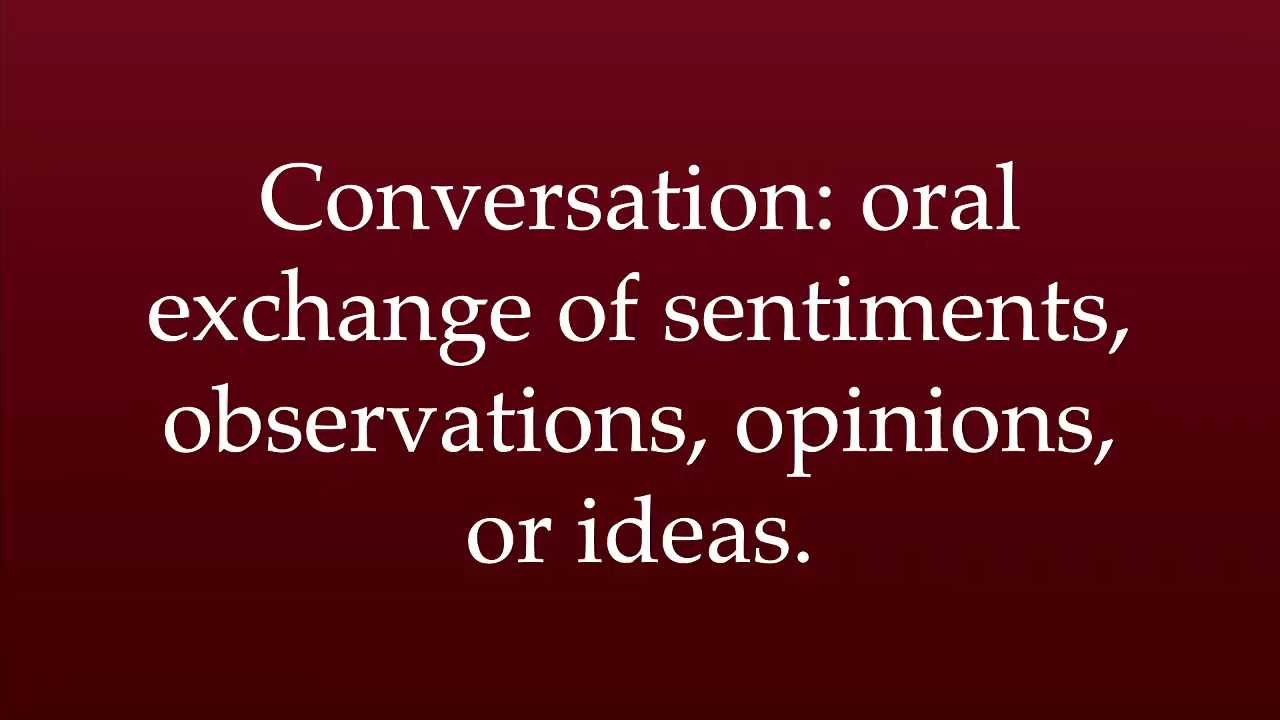 Conversation: oral
exchange of sentiments,
observations, opinions,
or ideas.